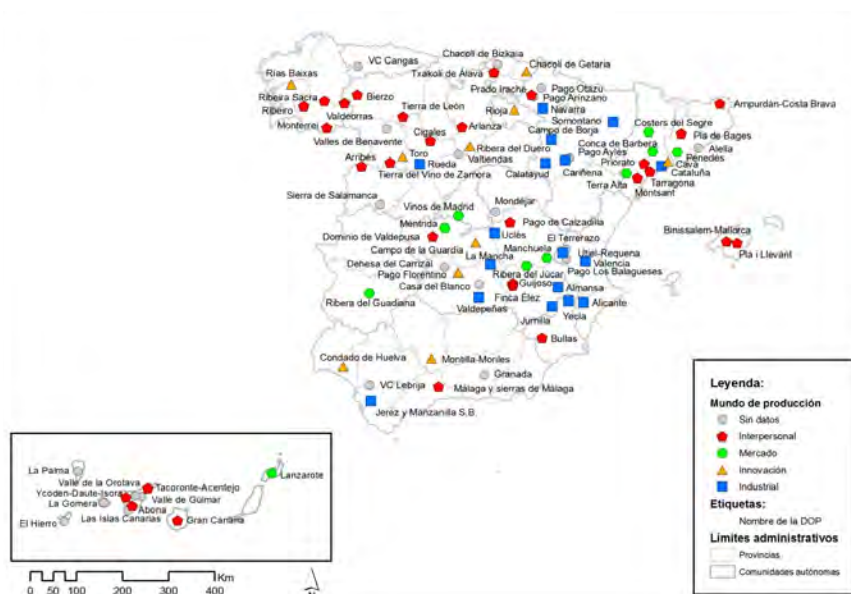 Chacolí de Bizkaia
VC Cangas
Txakoli de Álava
Chacolí de Getaria
Rías Baixas
Prado Irache
Pago Otazu
Pago Arinzano
Ribeira Sacra
Bierzo
Ribeiro
Tierra de León
Rioja
Navarra
Ampurdán-Costa Brava
Valdeorras
Somontano
Costers del Segre
Monterrei
Arlanza
Campo de Borja
Pla de Bages
Cigales
Conca de Barbera
Valles de Benavente
Ribera del Duero
Pago Aylés
Alella
Arribes
Toro
Valtiendas
Priorato
Penedès
Rueda
Cava
Tierra del Vino de Zamora
Calatayud
Cariñena
Cataluña
Terra Alta
Tarragona
Montsant
Sierra de Salamanca
Mondéjar
Vinos de Madrid
Méntrida
Pago de Calzadilla
Binissalem-Mallorca
Dominio de Valdepusa
Uclés
El Terrerazo
Campo de la Guardia
Manchuela
Utiel-Requena
Pla i Llevant
La Mancha
Valencia
Dehesa del Carrizal
Ribera del Júcar
Pago Los Balagueses
Pago Florentino
Guijoso
Casa del Blanco
Almansa
Ribera del Guadiana
Finca Élez
Valdepeñas
Alicante
Jumilla
Yecla
Bullas
Condado de Huelva
Montilla-Moriles
Granada
VC Lebrija
Málaga y sierras de Málaga
Jerez y Manzanilla S.B.
Leyenda:
Mundo de producción
Sin datos
Interpersonal
Mercado
Innovación
Industrial
Etiquetas:
Nombre de la DOP
Límites administrativos
Provincias
Comunidades autónomas
La Palma
Valle de la Orotava
Tacoronte-Acentejo
Lanzarote
Ycoden-Daute-Isora
Valle de Güímar
La Gomera
Abona
El Hierro
Las Islas Canarias
Gran Canaria
Km
0 50 100 200 300 400